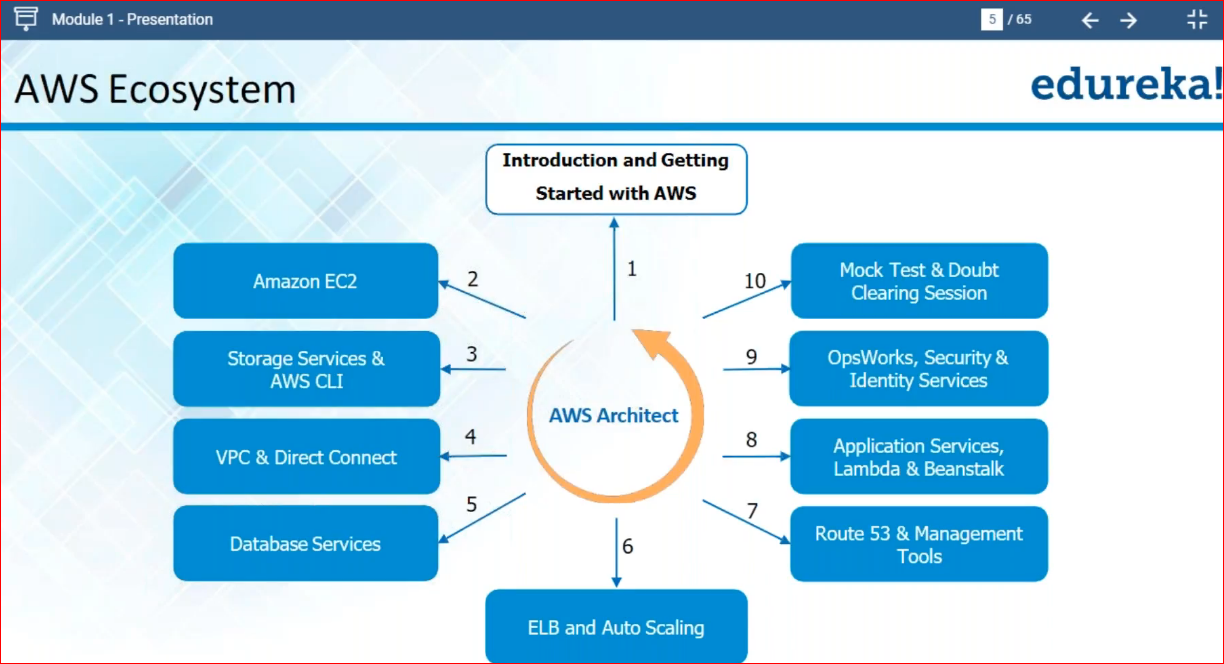 Module 1 - Presentation
5 / 65
AWS Ecosystem
edureka!
Introduction and Getting
Started with AWS
1
Amazon EC2
2
10
Mock Test & Doubt
Clearing Session
Storage Services &
AWS CLI
3
9
OpsWorks, Security &
Identity Services
AWS Architect
VPC & Direct Connect
4
8
Application Services,
Lambda & Beanstalk
Database Services
5
7
Route 53 & Management
Tools
6
ELB and Auto Scaling